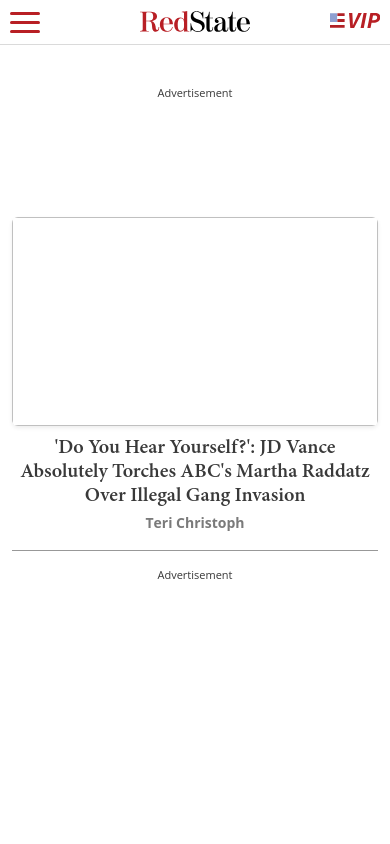 RedState
VIP
Advertisement
'Do You Hear Yourself?': JD Vance
Absolutely Torches ABC's Martha Raddatz
Over Illegal Gang Invasion
Teri Christoph
Advertisement